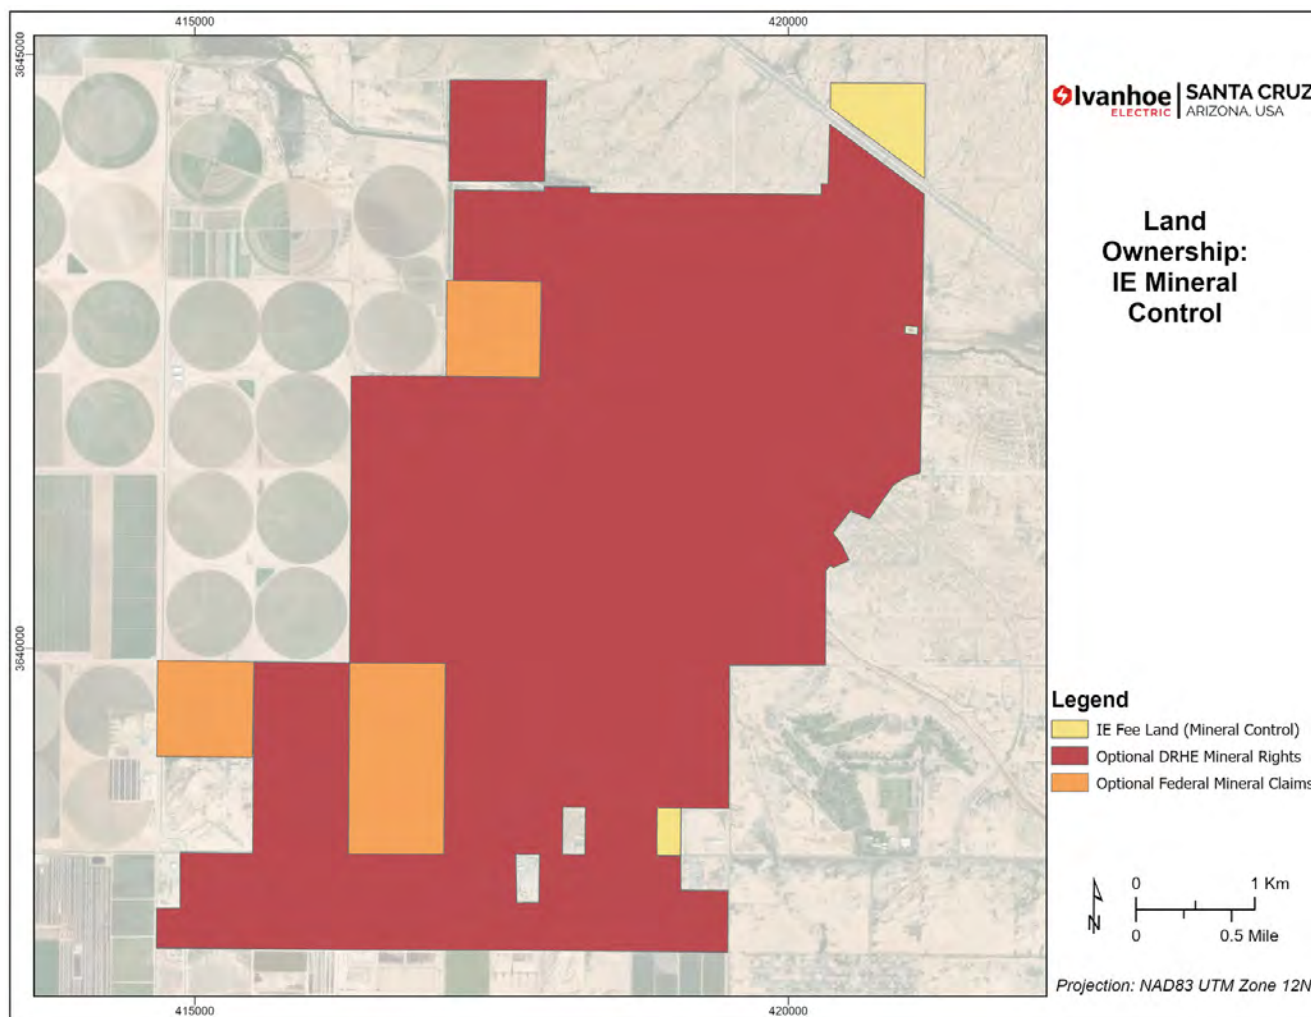 415000
420000
3645000
3640000
Ivanhoe
ELECTRIC
SANTA CRUZ
ARIZONA, USA
Land
Ownership:
IE Mineral
Control
Legend
IE Fee Land (Mineral Control)
Optional DRHE Mineral Rights
Optional Federal Mineral Claims
N
0 1 Km
0 0.5 Mile
Projection: NAD83 UTM Zone 12N
415000
420000